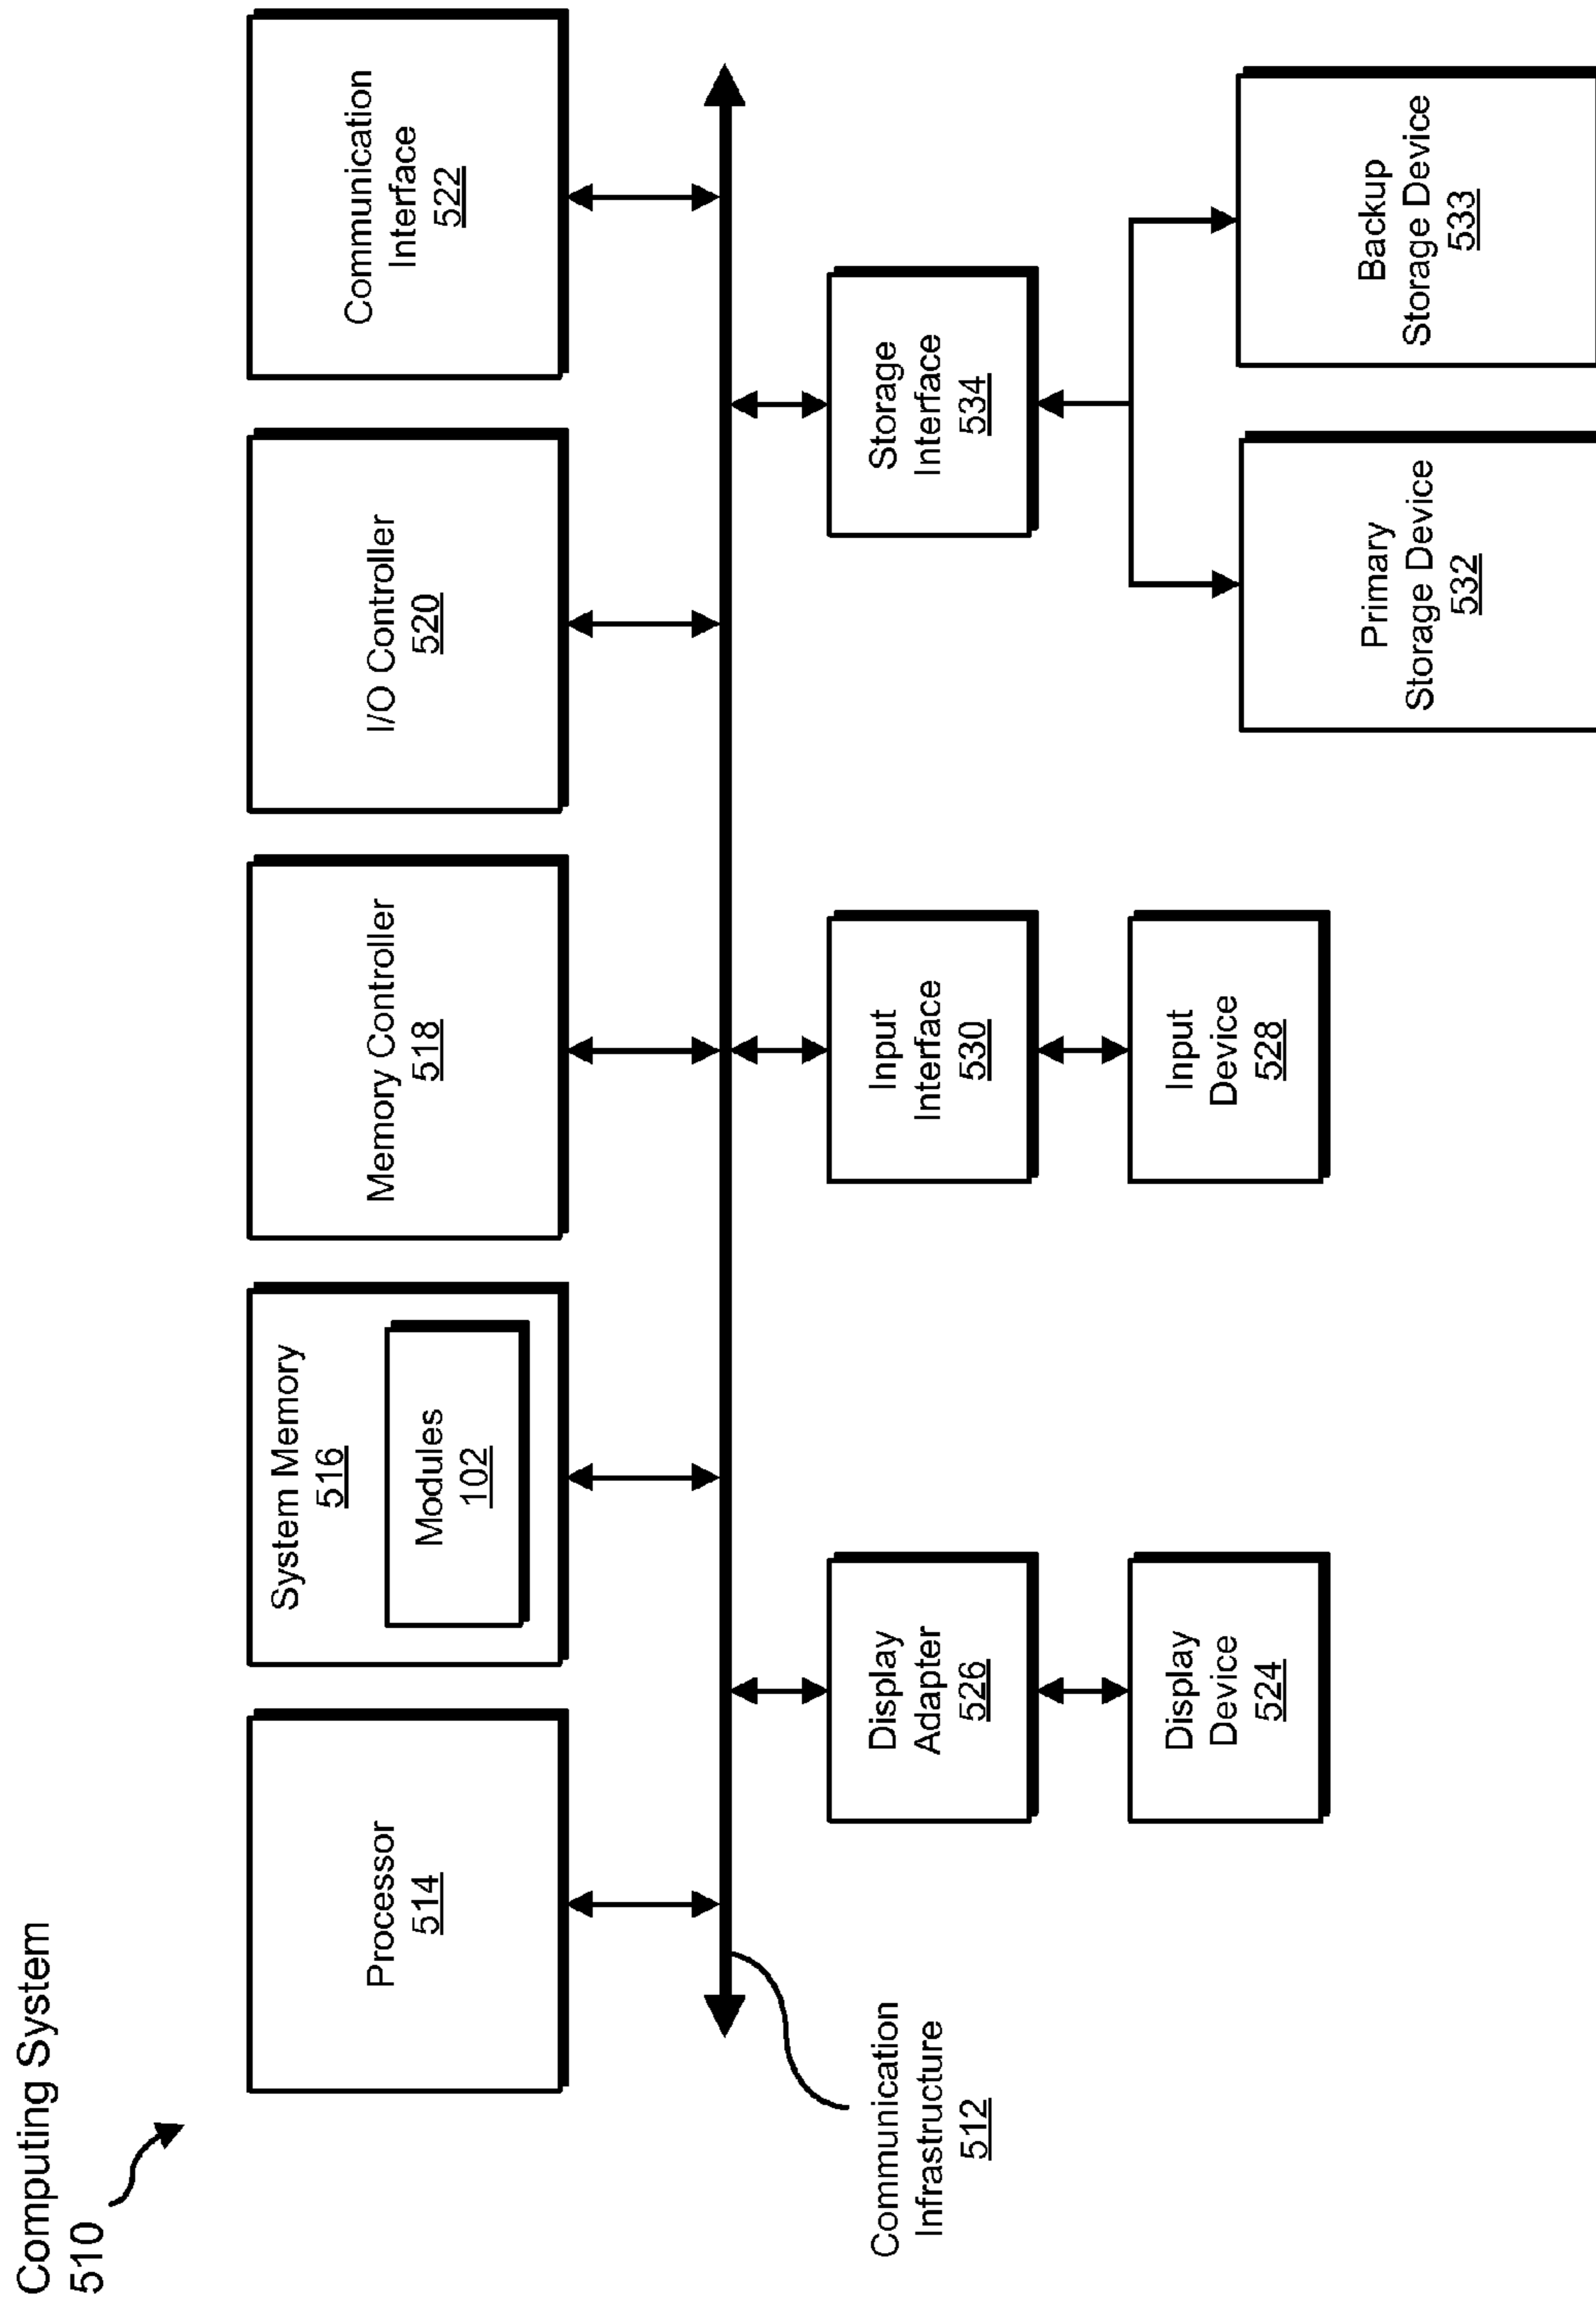 Computing System
510
Processor
514
System Memory
516
Modules
102
Memory Controller
518
I/O Controller
520
Communication
Interface
522
Communication
Infrastructure
512
Display
Adapter
526
Input
Interface
530
Storage
Interface
534
Display
Device
524
Input
Device
528
Primary
Storage Device
532
Backup
Storage Device
533